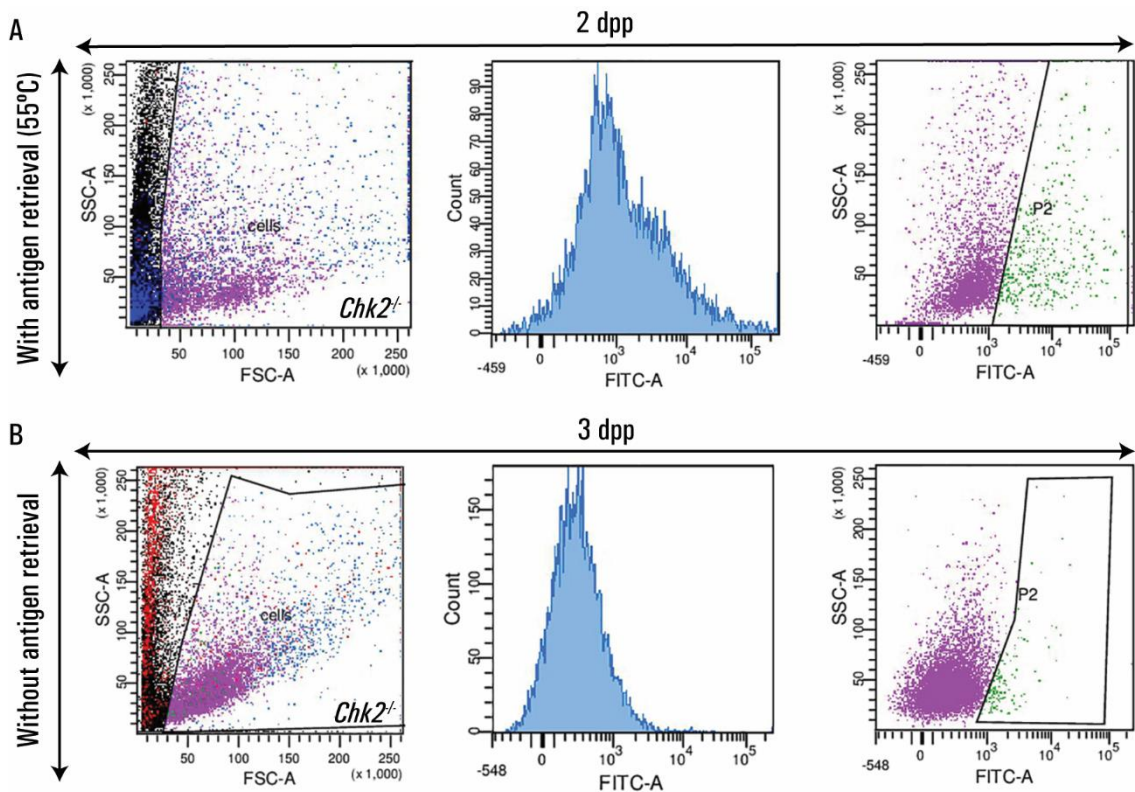 A
2 dpp
With antigen retrieval (55ºC)
(x 1,000)
250
200
150
100
50
SSC-A
cells
Chk2-/-
50 100 150 200 250
(x 1,000)
FSC-A
90
80
70
60
50
40
30
20
10
0
Count
-459
0 10³ 10⁴ 10⁵
FITC-A
(x 1,000)
250
200
150
100
50
SSC-A
P2
-459
0 10³ 10⁴ 10⁵
FITC-A
B
3 dpp
Without antigen retrieval
(x 1,000)
250
200
150
100
50
SSC-A
cells
Chk2-/-
50 100 150 200 250
(x 1,000)
FSC-A
150
100
50
0
Count
-548
0 10³ 10⁴ 10⁵
FITC-A
(x 1,000)
250
200
150
100
50
SSC-A
P2
-548
0 10³ 10⁴ 10⁵
FITC-A